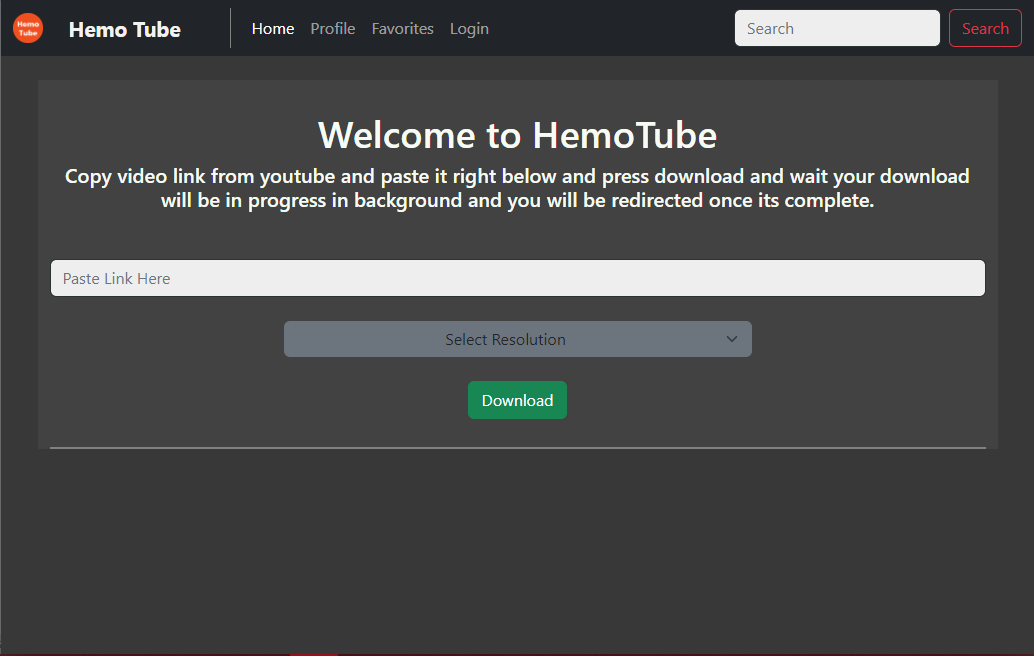 Hemo
Tube
Hemo Tube
Home Profile Favorites Login
Search
Search
Welcome to HemoTube
Copy video link from youtube and paste it right below and press download and wait your download
will be in progress in background and you will be redirected once its complete.
Paste Link Here
Select Resolution
Download